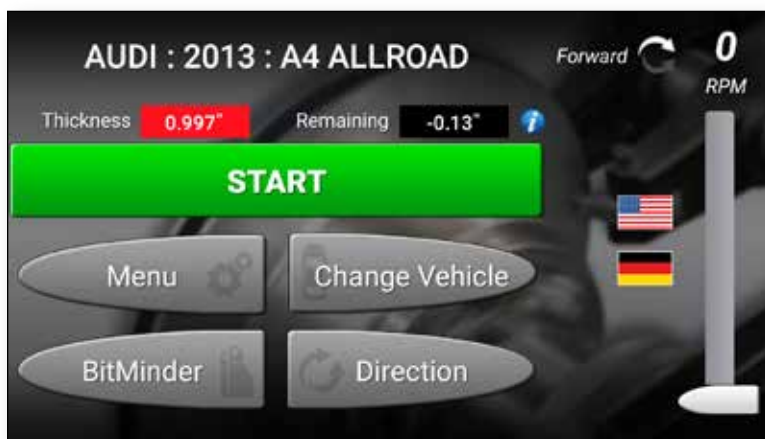 AUDI : 2013 : A4 ALLROAD
Forward
0
RPM
Thickness 0.997"
Remaining -0.13"
i
START
Menu
Change Vehicle
BitMinder
Direction